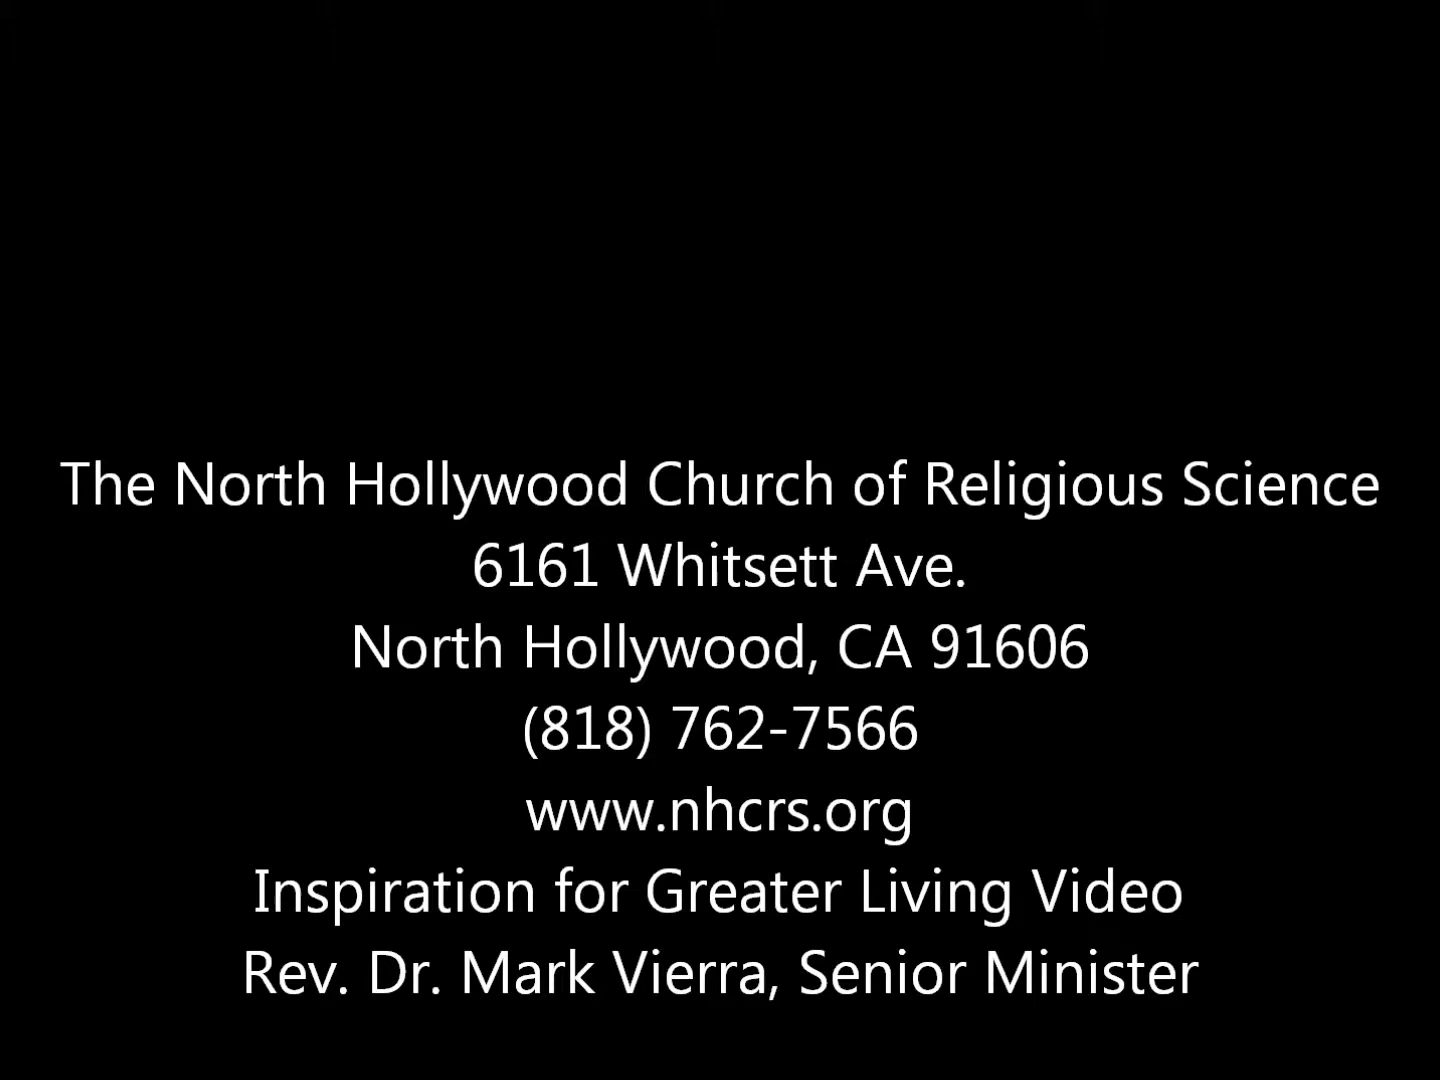 The North Hollywood Church of Religious Science
6161 Whitsett Ave.
North Hollywood, CA 91606
(818) 762-7566
www.nhcrs.org
Inspiration for Greater Living Video
Rev. Dr. Mark Vierra, Senior Minister